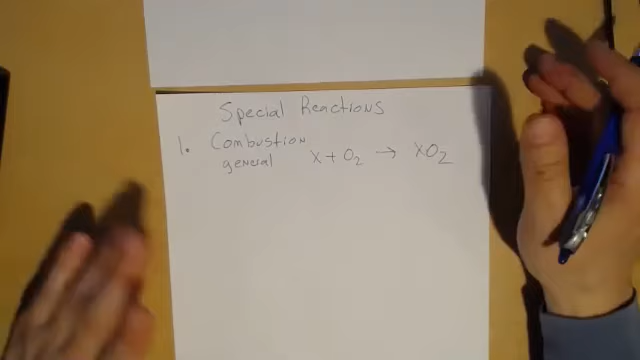 Special Reactions
1. Combustion
general X + O₂ → XO₂